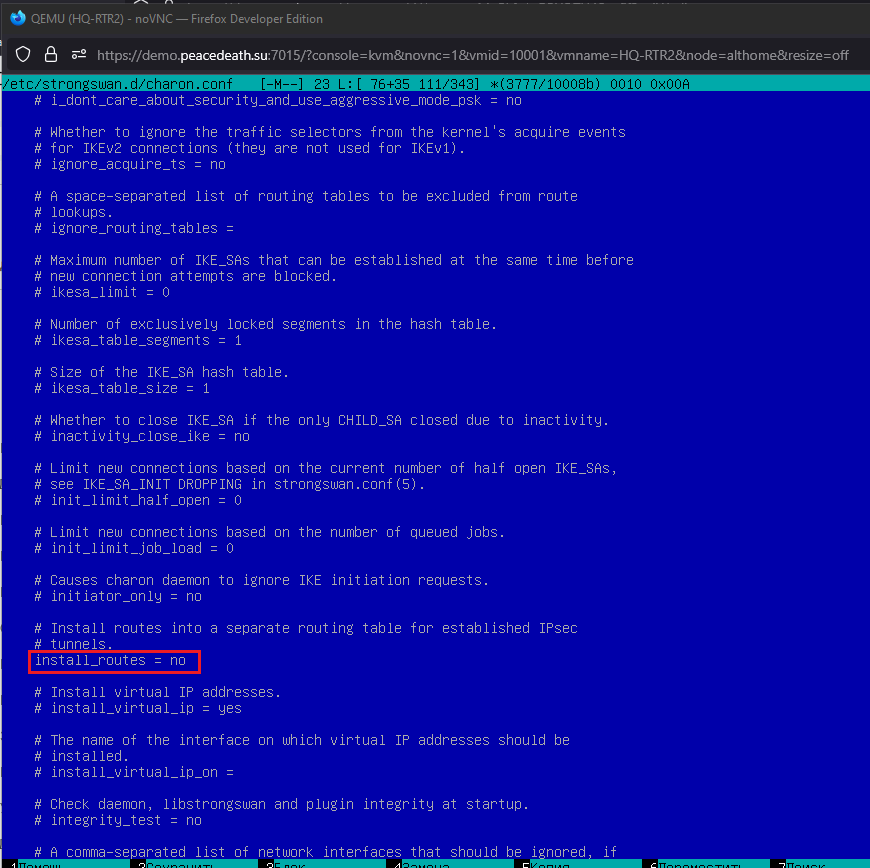 QEMU (HQ-RTR2) - noVNC — Firefox Developer Edition
https://demo.peacedeath.su:7015/?console=kvm&novnc=1&vmid=10001&vmname=HQ-RTR2&node=althome&resize=off
/etc/strongswan.d/charon.conf [-M--] 23 L:[ 76+35 111/343] *(3777/10008b) 0010 0x00A
# i_dont_care_about_security_and_use_aggressive_mode_psk = no
# Whether to ignore the traffic selectors from the kernel's acquire events
# for IKEv2 connections (they are not used for IKEv1).
# ignore_acquire_ts = no
# A space-separated list of routing tables to be excluded from route
# lookups.
# ignore_routing_tables =
# Maximum number of IKE_SAs that can be established at the same time before
# new connection attempts are blocked.
# ikesa_limit = 0
# Number of exclusively locked segments in the hash table.
# ikesa_table_segments = 1
# Size of the IKE_SA hash table.
# ikesa_table_size = 1
# Whether to close IKE_SA if the only CHILD_SA closed due to inactivity.
# inactivity_close_ike = no
# Limit new connections based on the current number of half open IKE_SAs,
# see IKE_SA_INIT DROPPING in strongswan.conf(5).
# init_limit_half_open = 0
# Limit new connections based on the number of queued jobs.
# init_limit_job_load = 0
# Causes charon daemon to ignore IKE initiation requests.
# initiator_only = no
# Install routes into a separate routing table for established IPsec
# tunnels.
install_routes = no
# Install virtual IP addresses.
# install_virtual_ip = yes
# The name of the interface on which virtual IP addresses should be
# installed.
# install_virtual_ip_on =
# Check daemon, libstrongswan and plugin integrity at startup.
# integrity_test = no
# A comma-separated list of network interfaces that should be ignored, if